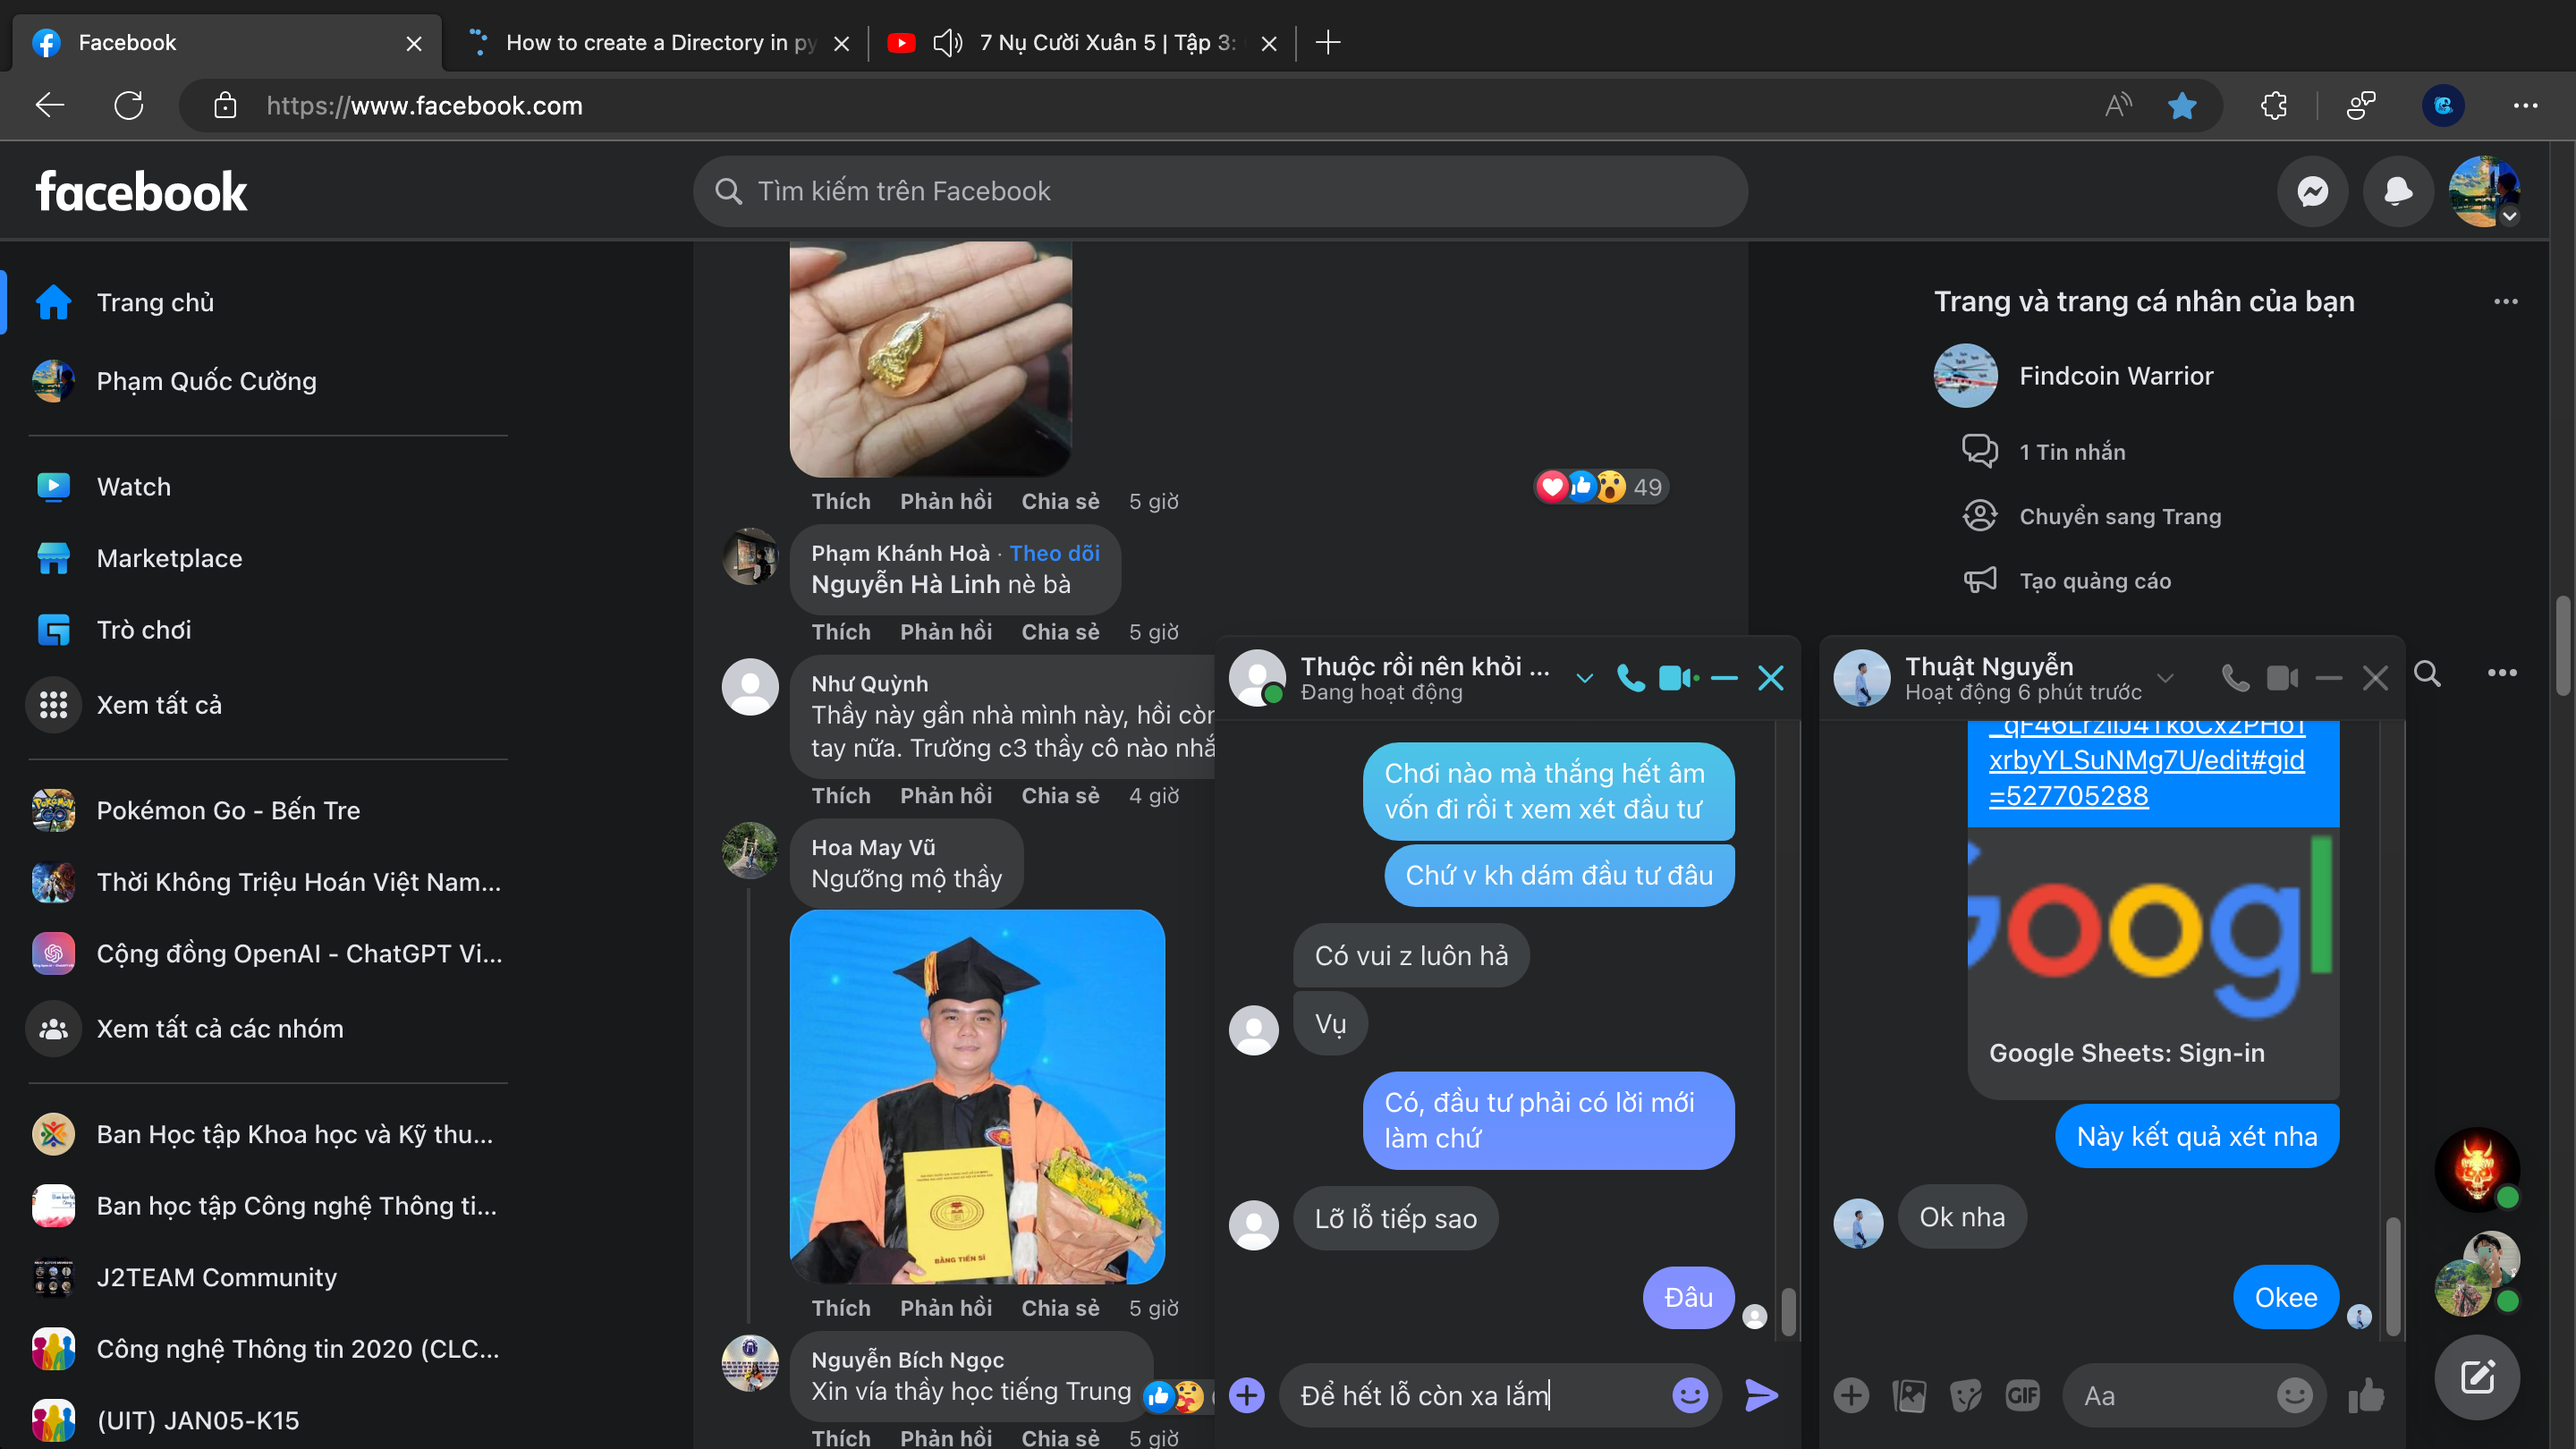 Facebook
How to create a Directory in py
7 Nụ Cười Xuân 5 | Tập 3:
https://www.facebook.com
facebook
Tìm kiếm trên Facebook
Trang chủ
Phạm Quốc Cường
Watch
Marketplace
Trò chơi
Xem tất cả
Pokémon Go - Bến Tre
Thời Không Triệu Hoán Việt Nam...
Cộng đồng OpenAI - ChatGPT Vi...
Xem tất cả các nhóm
Ban Học tập Khoa học và Kỹ thu...
Ban học tập Công nghệ Thông ti...
J2TEAM Community
Công nghệ Thông tin 2020 (CLC...
(UIT) JAN05-K15
Thích Phản hồi Chia sẻ 5 giờ
49
Phạm Khánh Hoà · Theo dõi
Nguyễn Hà Linh nè bà
Thích Phản hồi Chia sẻ 5 giờ
Như Quỳnh
Thầy này gần nhà mình này, hồi còn
tay nữa. Trường c3 thầy cô nào nhắ
Thích Phản hồi Chia sẻ 4 giờ
Hoa May Vũ
Ngưỡng mộ thầy
BẰNG TIẾN SĨ
Thích Phản hồi Chia sẻ 5 giờ
Nguyễn Bích Ngọc
Xin vía thầy học tiếng Trung
Thích Phản hồi Chia sẻ 5 giờ
Trang và trang cá nhân của bạn
Findcoin Warrior
1 Tin nhắn
Chuyển sang Trang
Tạo quảng cáo
Thuộc rồi nên khỏi ...
Đang hoạt động
Chơi nào mà thắng hết âm
vốn đi rồi t xem xét đầu tư
Chứ v kh dám đầu tư đâu
Có vui z luôn hả
Vụ
Có, đầu tư phải có lời mới
làm chứ
Lỡ lỗ tiếp sao
Đâu
Để hết lỗ còn xa lắm
Thuật Nguyễn
Hoạt động 6 phút trước
xrbyYLSuNMg7U/edit#gid
=527705288
Googl
Google Sheets: Sign-in
Này kết quả xét nha
Ok nha
Okee
GIF
Aa